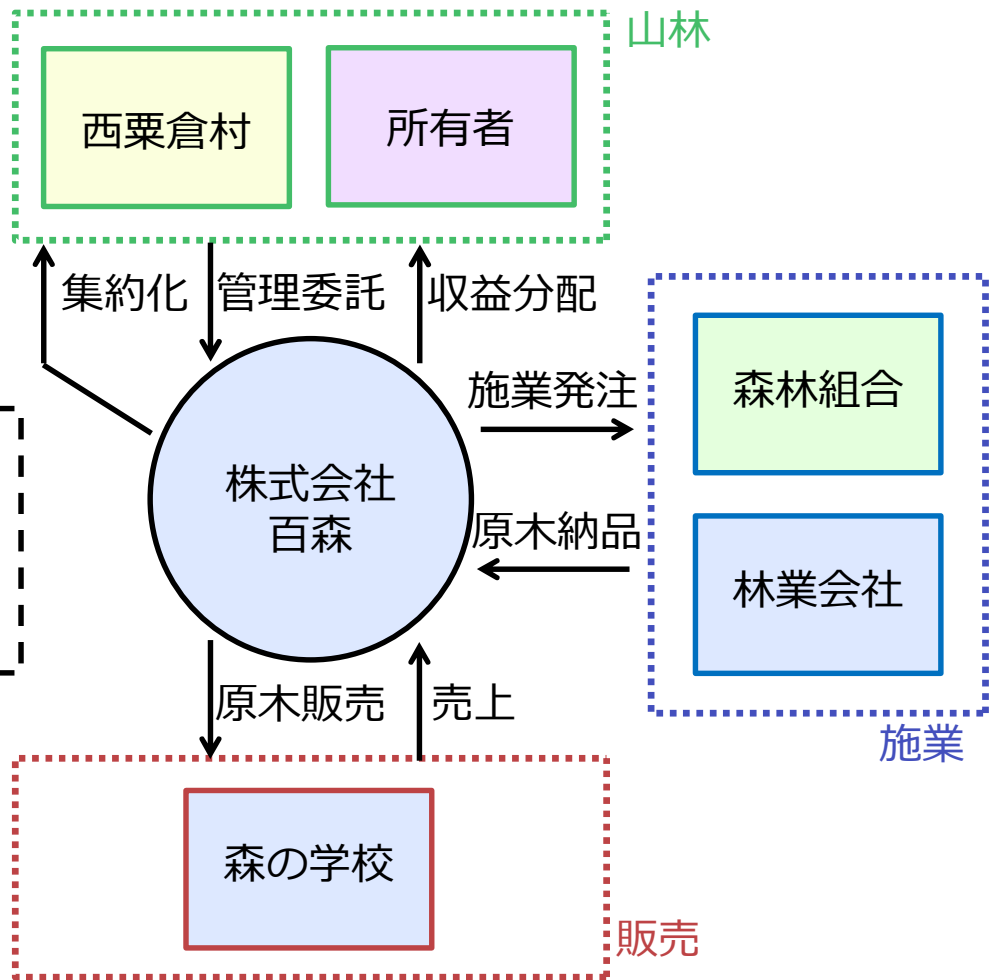 山林
西粟倉村
所有者
集約化
管理委託
収益分配
施業発注
森林組合
株式会社
百森
原木納品
林業会社
原木販売
売上
施業
森の学校
販売